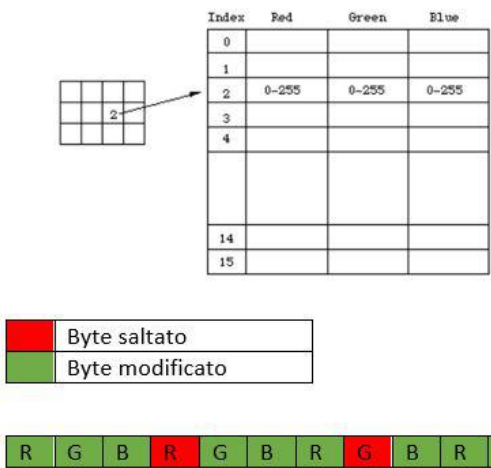 Index Red Green Blue
0
1
2 2 0-255 0-255 0-255
3
4
14
15
Byte saltato
Byte modificato
R G B R G B R G B R